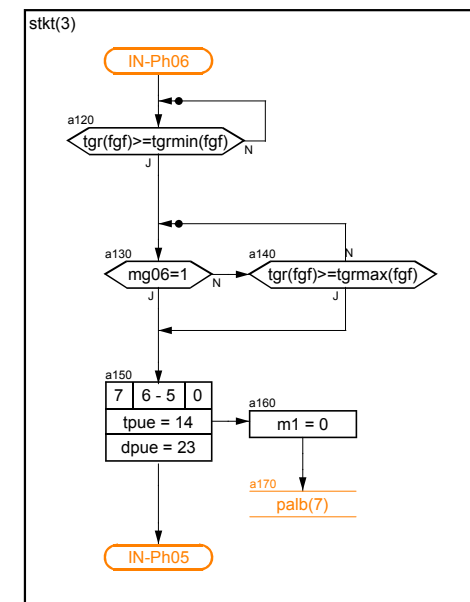 stkt(3)
IN-Ph06
a120
tgr(fgf)>=tgrmin(fgf)
N
J
a130
mg06=1
N
J
a140
N
tgr(fgf)>=tgrmax(fgf)
J
a150
7 6 - 5 0
tpue = 14
dpue = 23
a160
m1 = 0
a170
palb(7)
IN-Ph05